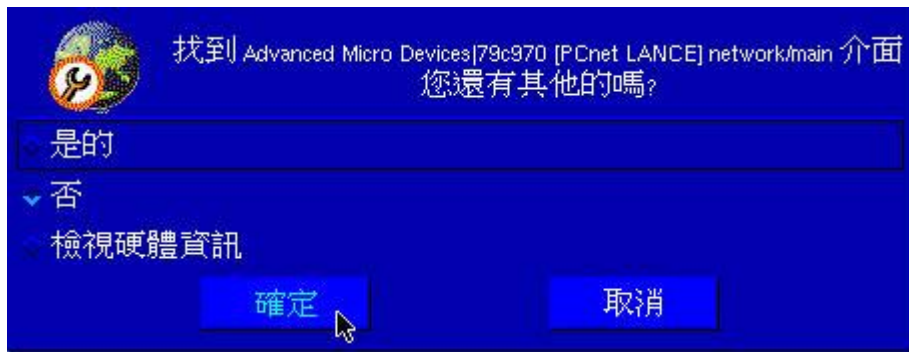 找到 Advanced Micro Devices|79c970 [PCnet LANCE] network/main 介面
您還有其他的嗎?
是的
否
檢視硬體資訊
確定
取消